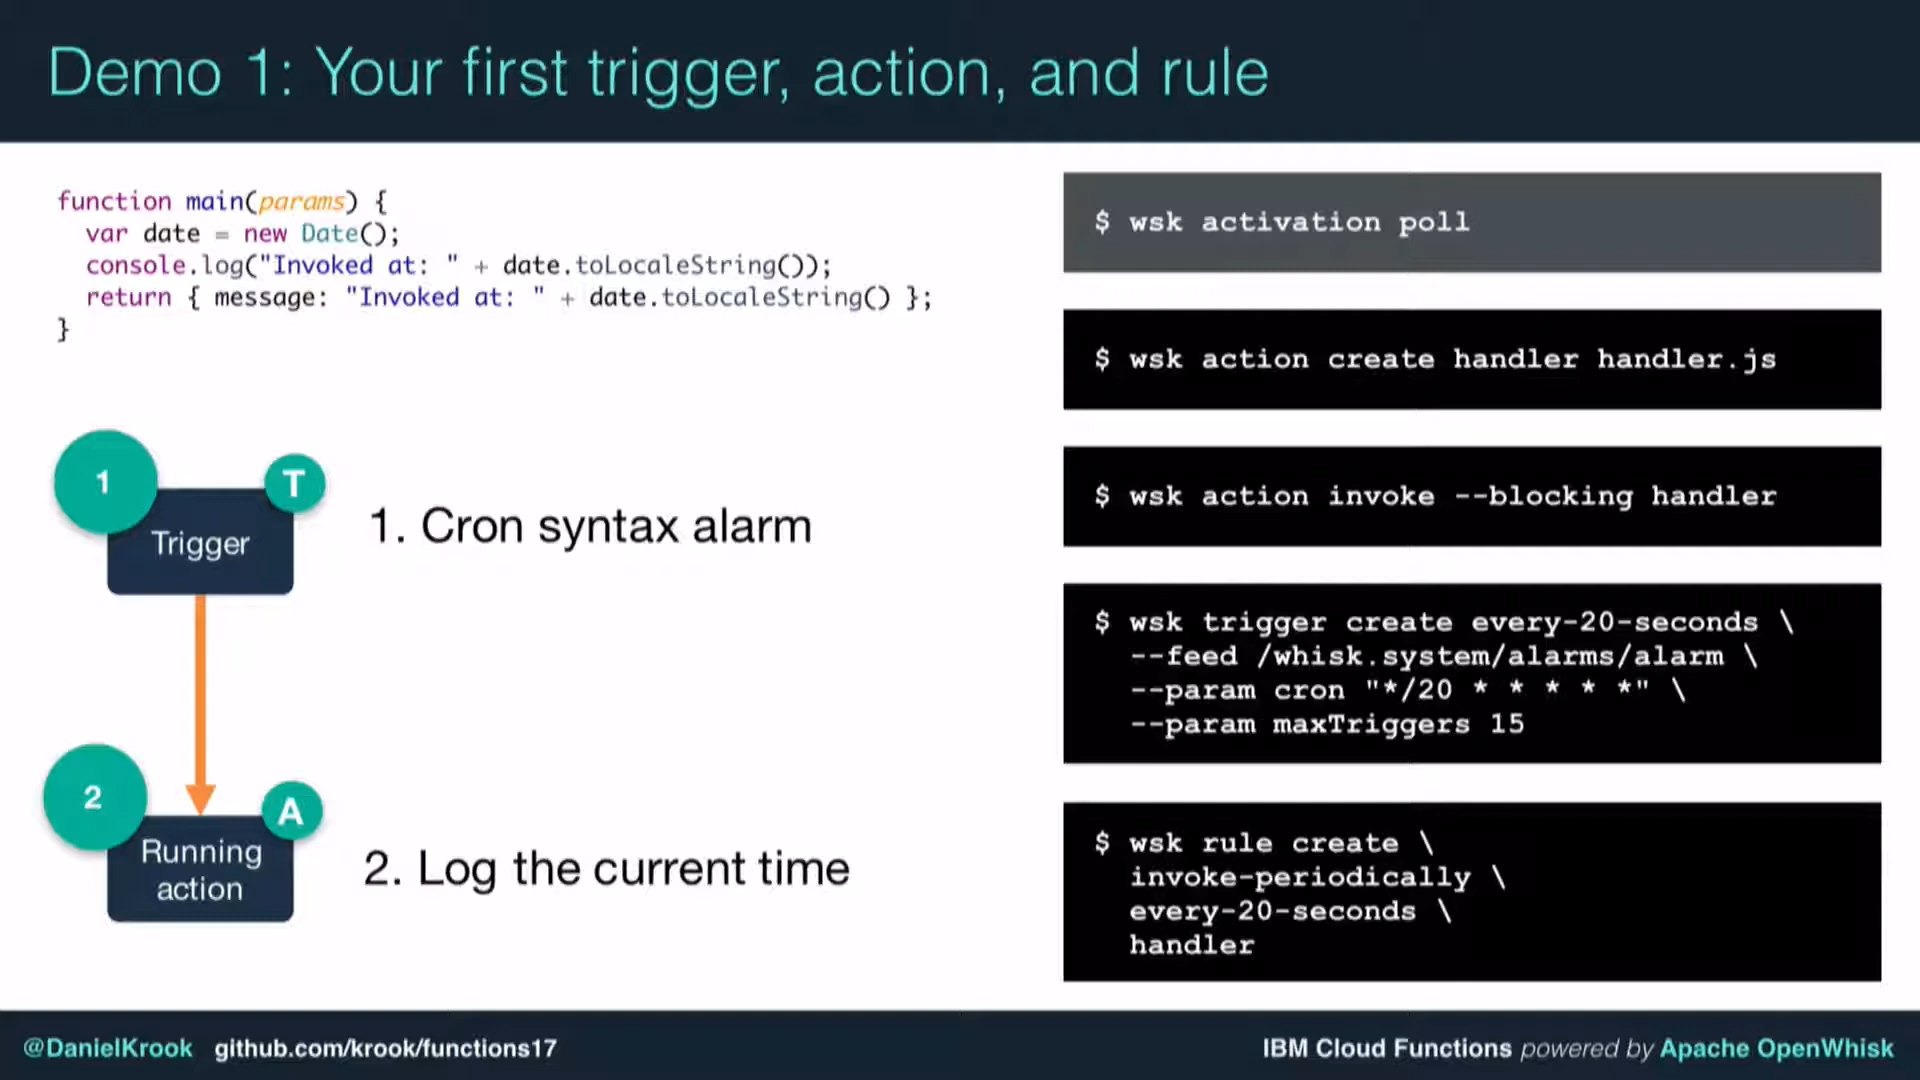 Demo 1: Your first trigger, action, and rule
function main(params) {
  var date = new Date();
  console.log("Invoked at: " + date.toLocaleString());
  return { message: "Invoked at: " + date.toLocaleString() };
}
1
T
Trigger
1. Cron syntax alarm
2
A
Running
action
2. Log the current time
$ wsk activation poll
$ wsk action create handler handler.js
$ wsk action invoke --blocking handler
$ wsk trigger create every-20-seconds \
  --feed /whisk.system/alarms/alarm \
  --param cron "*/20 * * * * *" \
  --param maxTriggers 15
$ wsk rule create \
  invoke-periodically \
  every-20-seconds \
  handler
@DanielKrook github.com/krook/functions17
IBM Cloud Functions powered by Apache OpenWhisk